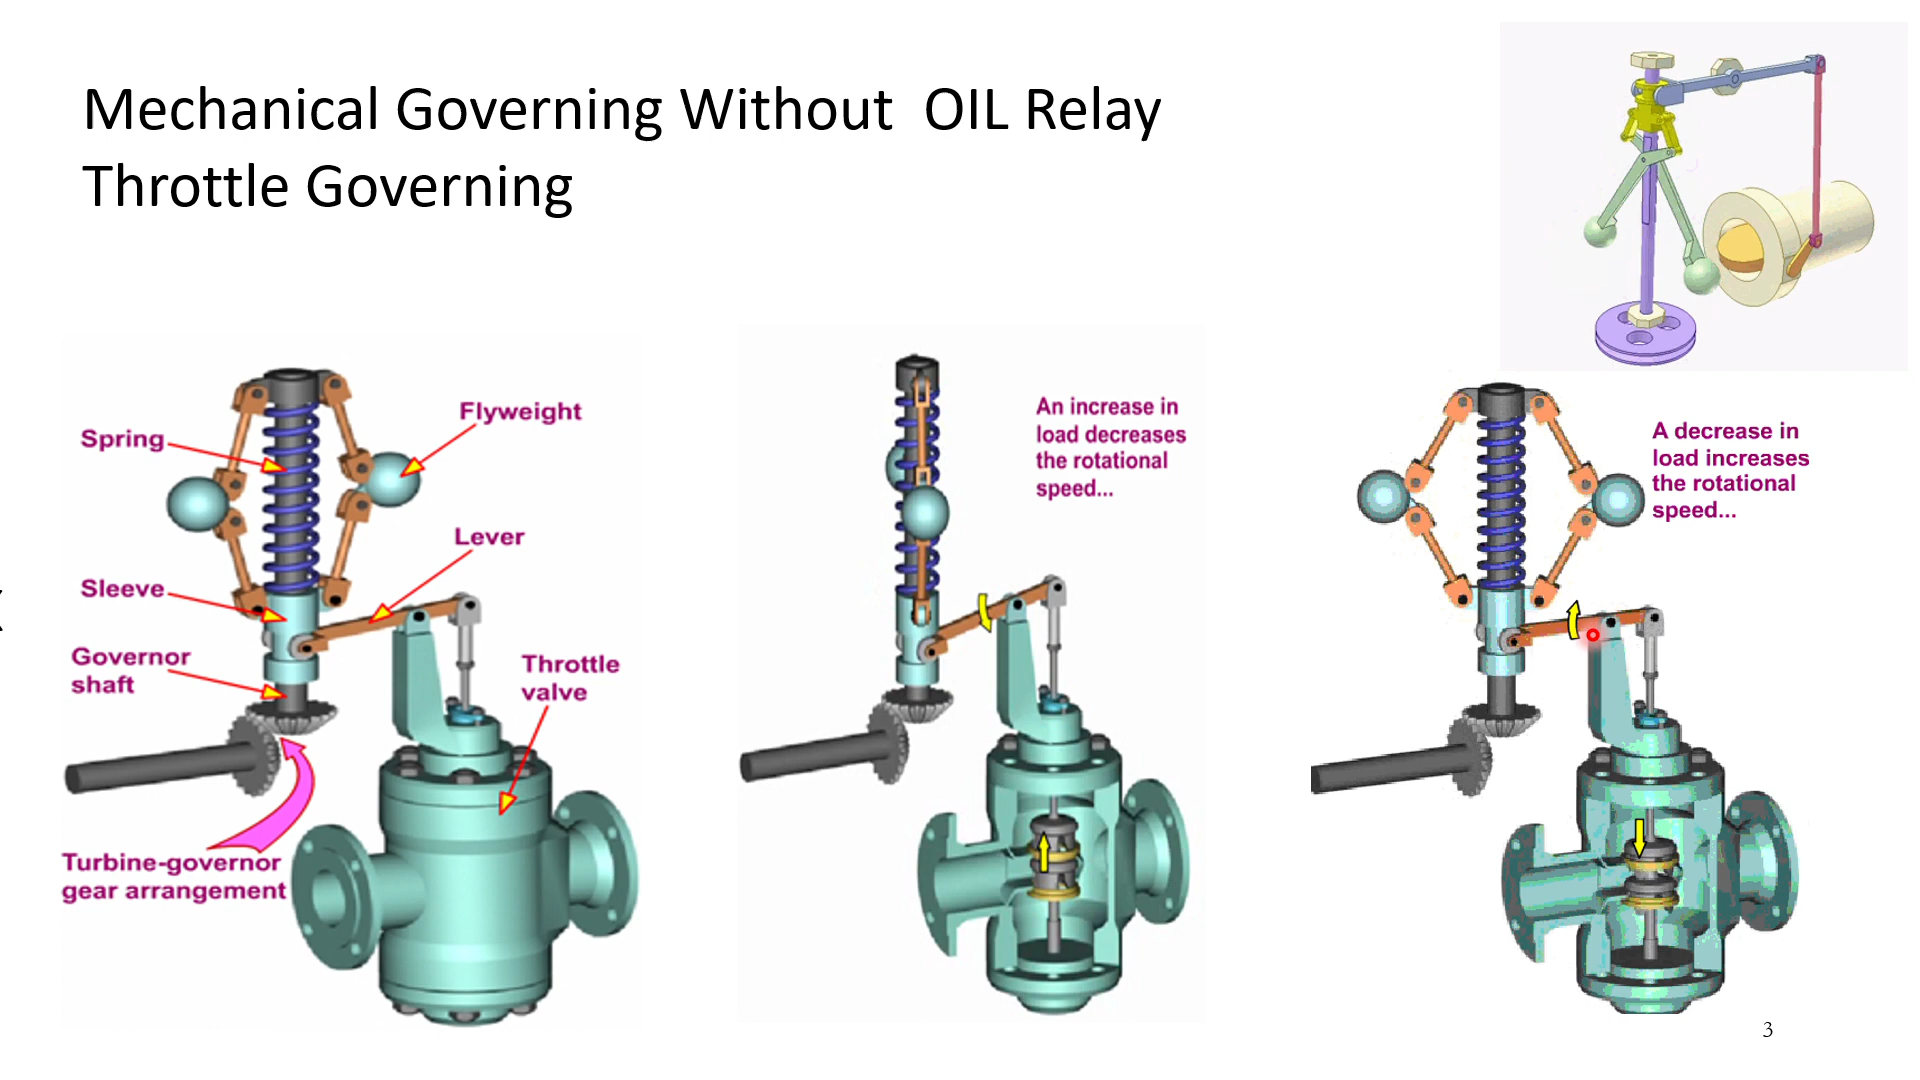 Mechanical Governing Without  OIL Relay
Throttle Governing
Flyweight
Spring
Lever
Sleeve
Governor
shaft
Throttle
valve
Turbine-governor
gear arrangement
An increase in
load decreases
the rotational
speed...
A decrease in
load increases
the rotational
speed...
3